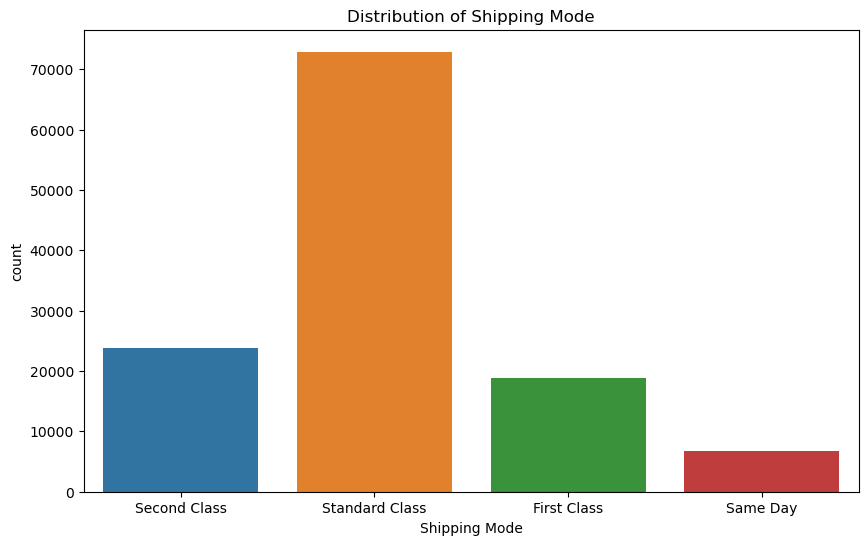 Distribution of Shipping Mode
count
70000
60000
50000
40000
30000
20000
10000
0
Second Class
Standard Class
First Class
Same Day
Shipping Mode